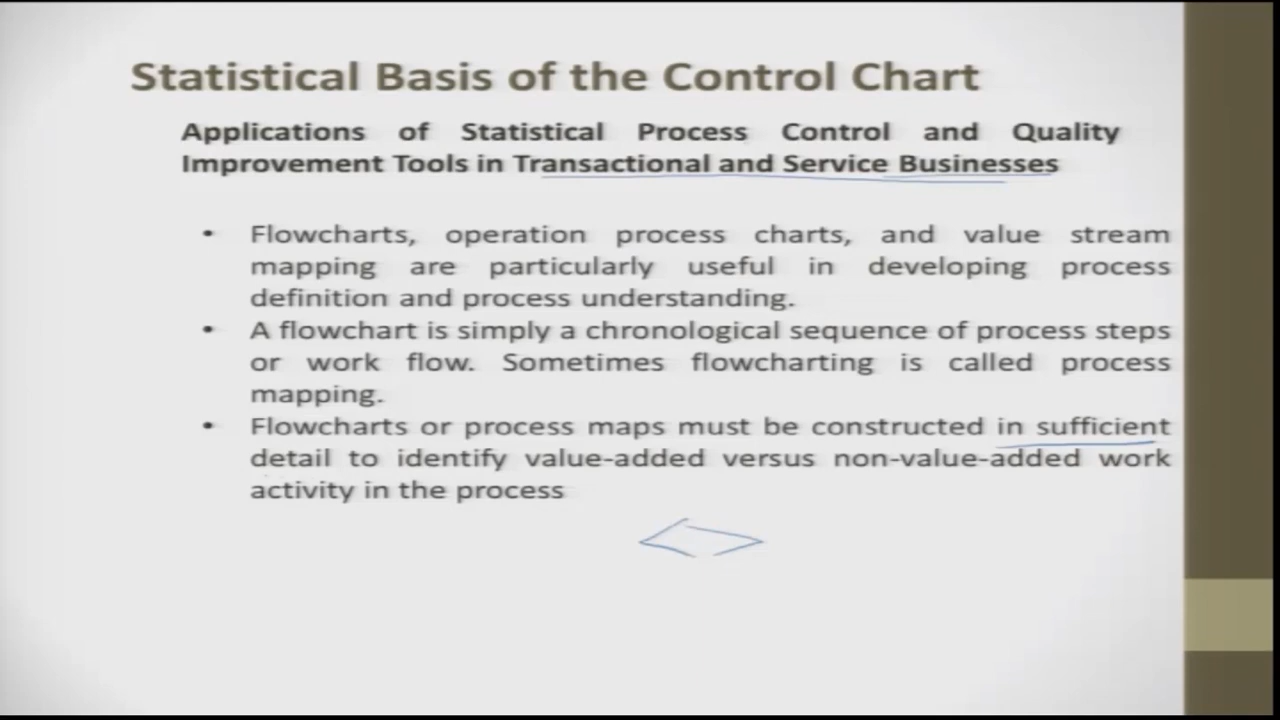 Statistical Basis of the Control Chart
Applications of Statistical Process Control and Quality
Improvement Tools in Transactional and Service Businesses
• Flowcharts, operation process charts, and value stream
mapping are particularly useful in developing process
definition and process understanding.
• A flowchart is simply a chronological sequence of process steps
or work flow. Sometimes flowcharting is called process
mapping.
• Flowcharts or process maps must be constructed in sufficient
detail to identify value-added versus non-value-added work
activity in the process